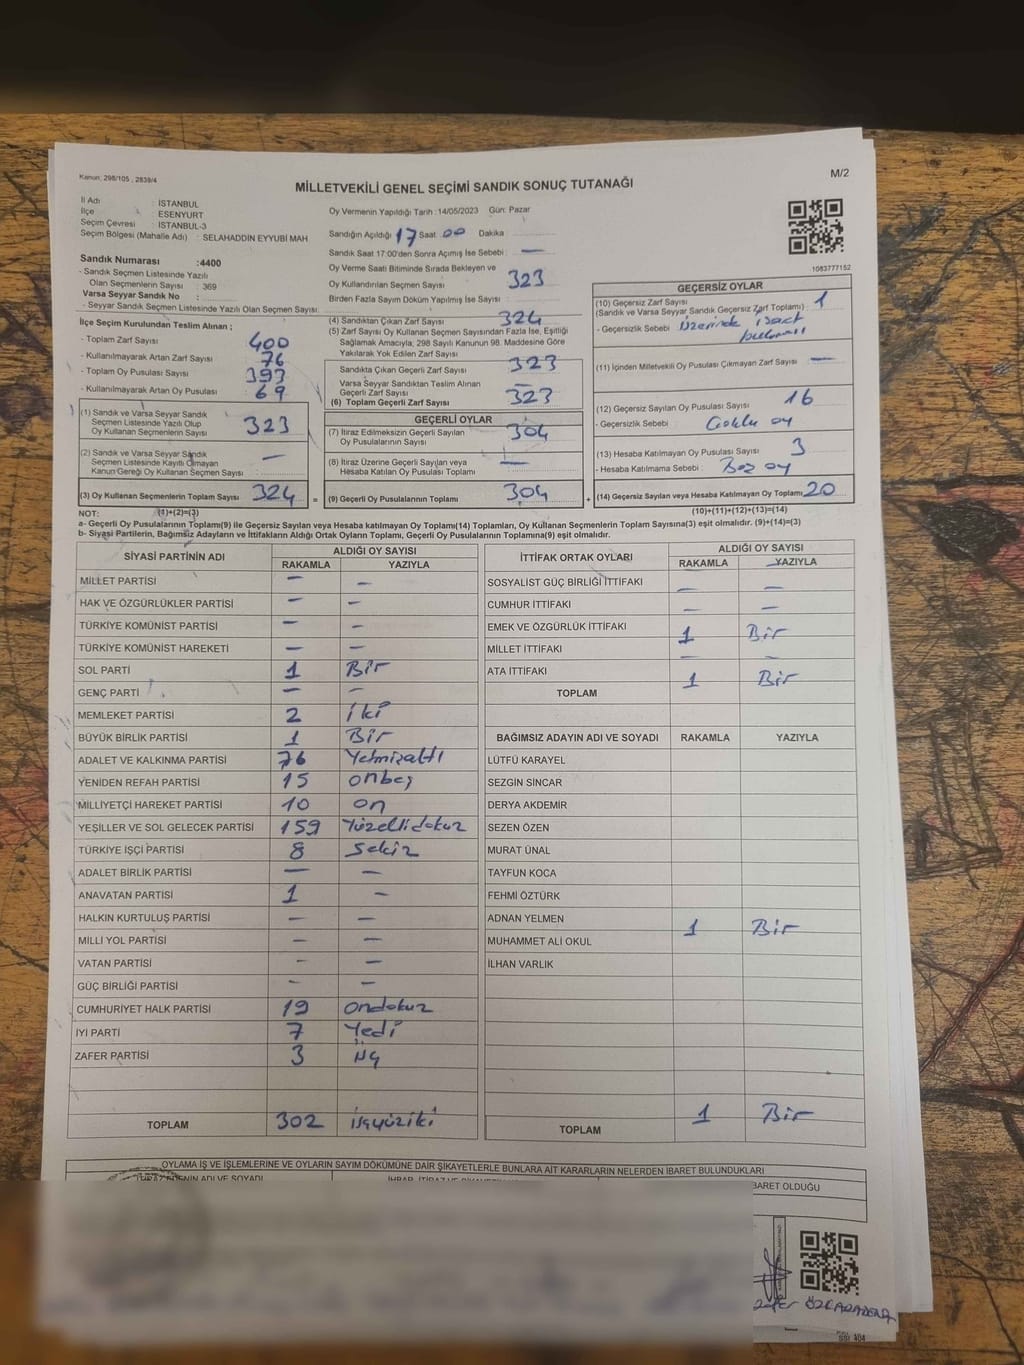 Kanun; 298/105 , 2839/4
M/2
MİLLETVEKİLİ GENEL SEÇİMİ SANDIK SONUÇ TUTANAĞI
İl Adı : İSTANBUL
İlçe : ESENYURT
Seçim Çevresi : İSTANBUL-3
Seçim Bölgesi (Mahalle Adı) : SELAHADDİN EYYUBİ MAH
Sandık Numarası :4400
- Sandık Seçmen Listesinde Yazılı
Olan Seçmenlerin Sayısı : 369
Varsa Seyyar Sandık No :
- Seyyar Sandık Seçmen Listesinde Yazılı Olan Seçmen Sayısı:
Oy Vermenin Yapıldığı Tarih :14/05/2023 Gün: Pazar
Sandığın Açıldığı 17 Saat 00 Dakika
Sandık Saat 17:00'den Sonra Açımış İse Sebebi : —
Oy Verme Saati Bitiminde Sırada Bekleyen ve
Oy Kullandırılan Seçmen Sayısı : 323
Birden Fazla Sayım Döküm Yapılmış İse Sayısı :
1083777152
İlçe Seçim Kurulundan Teslim Alınan ;
- Toplam Zarf Sayısı 400
- Kullanılmayarak Artan Zarf Sayısı 76
- Toplam Oy Pusulası Sayısı 393
- Kullanılmayarak Artan Oy Pusulası 69
(1) Sandık ve Varsa Seyyar Sandık
Seçmen Listesinde Yazılı Olup
Oy Kullanan Seçmenlerin Sayısı 323
(2) Sandık ve Varsa Seyyar Sandık
Seçmen Listesinde Kayıtlı Olmayan
Kanun Gereği Oy Kullanan Seçmen Sayısı : —
(3) Oy Kullanan Seçmenlerin Toplam Sayısı 324 =
(4) Sandıktan Çıkan Zarf Sayısı 324
(5) Zarf Sayısı Oy Kullanan Seçmen Sayısından Fazla İse, Eşitliği
Sağlamak Amacıyla; 298 Sayılı Kanunun 98. Maddesine Göre
Yakılarak Yok Edilen Zarf Sayısı
Sandıkta Çıkan Geçerli Zarf Sayısı 323
Varsa Seyyar Sandıktan Teslim Alınan
Geçerli Zarf Sayısı —
(6) Toplam Geçerli Zarf Sayısı 323
GEÇERLİ OYLAR
(7) İtiraz Edilmeksizin Geçerli Sayılan
Oy Pusulalarının Sayısı 304
(8) İtiraz Üzerine Geçerli Sayılan veya
Hesaba Katılan Oy Pusulası Toplamı —
(9) Geçerli Oy Pusulalarının Toplamı 304 +
GEÇERSİZ OYLAR
(10) Geçersiz Zarf Sayısı 1
(Sandık ve Varsa Seyyar Sandık Geçersiz Zarf Toplamı)
- Geçersizlik Sebebi : üzerinde
(11) İçinden Milletvekili Oy Pusulası Çıkmayan Zarf Sayısı —
(12) Geçersiz Sayılan Oy Pusulası Sayısı 16
- Geçersizlik Sebebi : Çoklu oy
(13) Hesaba Katılmayan Oy Pusulası Sayısı 3
- Hesaba Katılmama Sebebi : Boz oy
(14) Geçersiz Sayılan veya Hesaba Katılmayan Oy Toplamı 20
NOT: (1)+(2)=(3) (10)+(11)+(12)+(13)=(14)
a- Geçerli Oy Pusulalarının Toplamı(9) ile Geçersiz Sayılan veya Hesaba katılmayan Oy Toplamı(14) Toplamları, Oy Kullanan Seçmenlerin Toplam Sayısına(3) eşit olmalıdır. (9)+(14)=(3)
b- Siyasi Partilerin, Bağımsız Adayların ve İttifakların Aldığı Ortak Oyların Toplamı, Geçerli Oy Pusulalarının Toplamına(9) eşit olmalıdır.
SİYASİ PARTİNİN ADI ALDIĞI OY SAYISI
RAKAMLA YAZIYLA
MİLLET PARTİSİ — —
HAK VE ÖZGÜRLÜKLER PARTİSİ — —
TÜRKİYE KOMÜNİST PARTİSİ — —
TÜRKİYE KOMÜNİST HAREKETİ — —
SOL PARTİ 1 Bir
GENÇ PARTİ — —
MEMLEKET PARTİSİ 2 iki
BÜYÜK BİRLİK PARTİSİ 1 Bir
ADALET VE KALKINMA PARTİSİ 76 Yetmişaltı
YENİDEN REFAH PARTİSİ 15 onbeş
MİLLİYETÇİ HAREKET PARTİSİ 10 on
YEŞİLLER VE SOL GELECEK PARTİSİ 159 Yüzellidokuz
TÜRKİYE İŞÇİ PARTİSİ 8 Sekiz
ADALET BİRLİK PARTİSİ — —
ANAVATAN PARTİSİ 1 —
HALKIN KURTULUŞ PARTİSİ — —
MİLLİ YOL PARTİSİ — —
VATAN PARTİSİ — —
GÜÇ BİRLİĞİ PARTİSİ — —
CUMHURİYET HALK PARTİSİ 19 ondokuz
İYİ PARTİ 7 Yedi
ZAFER PARTİSİ 3 üç
TOPLAM 302 üçyüziki
İTTİFAK ORTAK OYLARI ALDIĞI OY SAYISI
RAKAMLA YAZIYLA
SOSYALİST GÜÇ BİRLİĞİ İTTİFAKI — —
CUMHUR İTTİFAKI — —
EMEK VE ÖZGÜRLÜK İTTİFAKI 1 Bir
MİLLET İTTİFAKI — —
ATA İTTİFAKI
TOPLAM 1 Bir
BAĞIMSIZ ADAYIN ADI VE SOYADI RAKAMLA YAZIYLA
LÜTFÜ KARAYEL
SEZGİN SİNCAR
DERYA AKDEMİR
SEZEN ÖZEN
MURAT ÜNAL
TAYFUN KOCA
FEHMİ ÖZTÜRK
ADNAN YELMEN 1 Bir
MUHAMMET ALİ OKUL
İLHAN VARLIK
TOPLAM 1 Bir
OYLAMA İŞ VE İŞLEMLERİNE VE OYLARIN SAYIM DÖKÜMÜNE DAİR ŞİKAYETLERLE BUNLARA AİT KARARLARIN NELERDEN İBARET BULUNDUKLARI
ADI VE SOYADI
BARET OLDUĞU